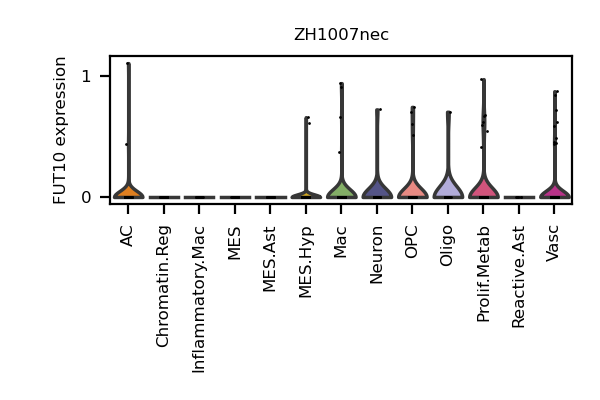 ZH1007nec
FUT10 expression
1
0
AC
Chromatin.Reg
Inflammatory.Mac
MES
MES.Ast
MES.Hyp
Mac
Neuron
OPC
Oligo
Prolif.Metab
Reactive.Ast
Vasc